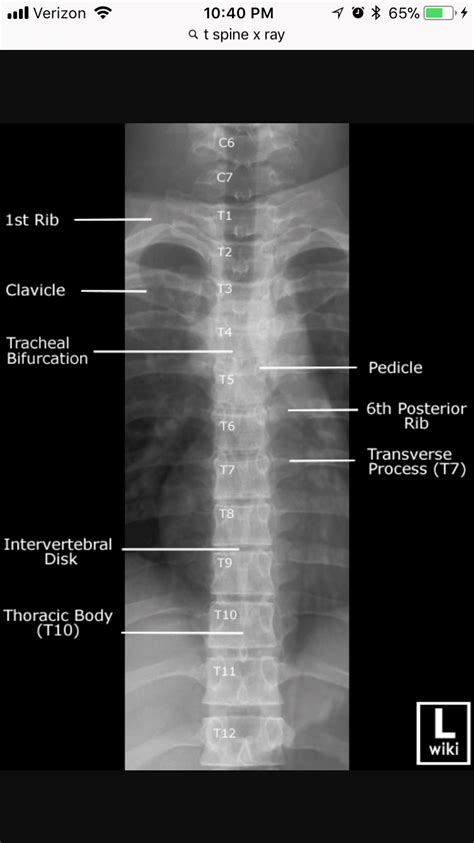 Verizon 10:40 PM 65%
t spine x ray
C6
C7
T1
1st Rib
T2
Clavicle
T3
T4
Tracheal
Bifurcation
Pedicle
T5
6th Posterior
Rib
T6
Transverse
Process (T7)
T7
T8
Intervertebral
Disk
T9
Thoracic Body
(T10)
T10
T11
T12
L
wiki